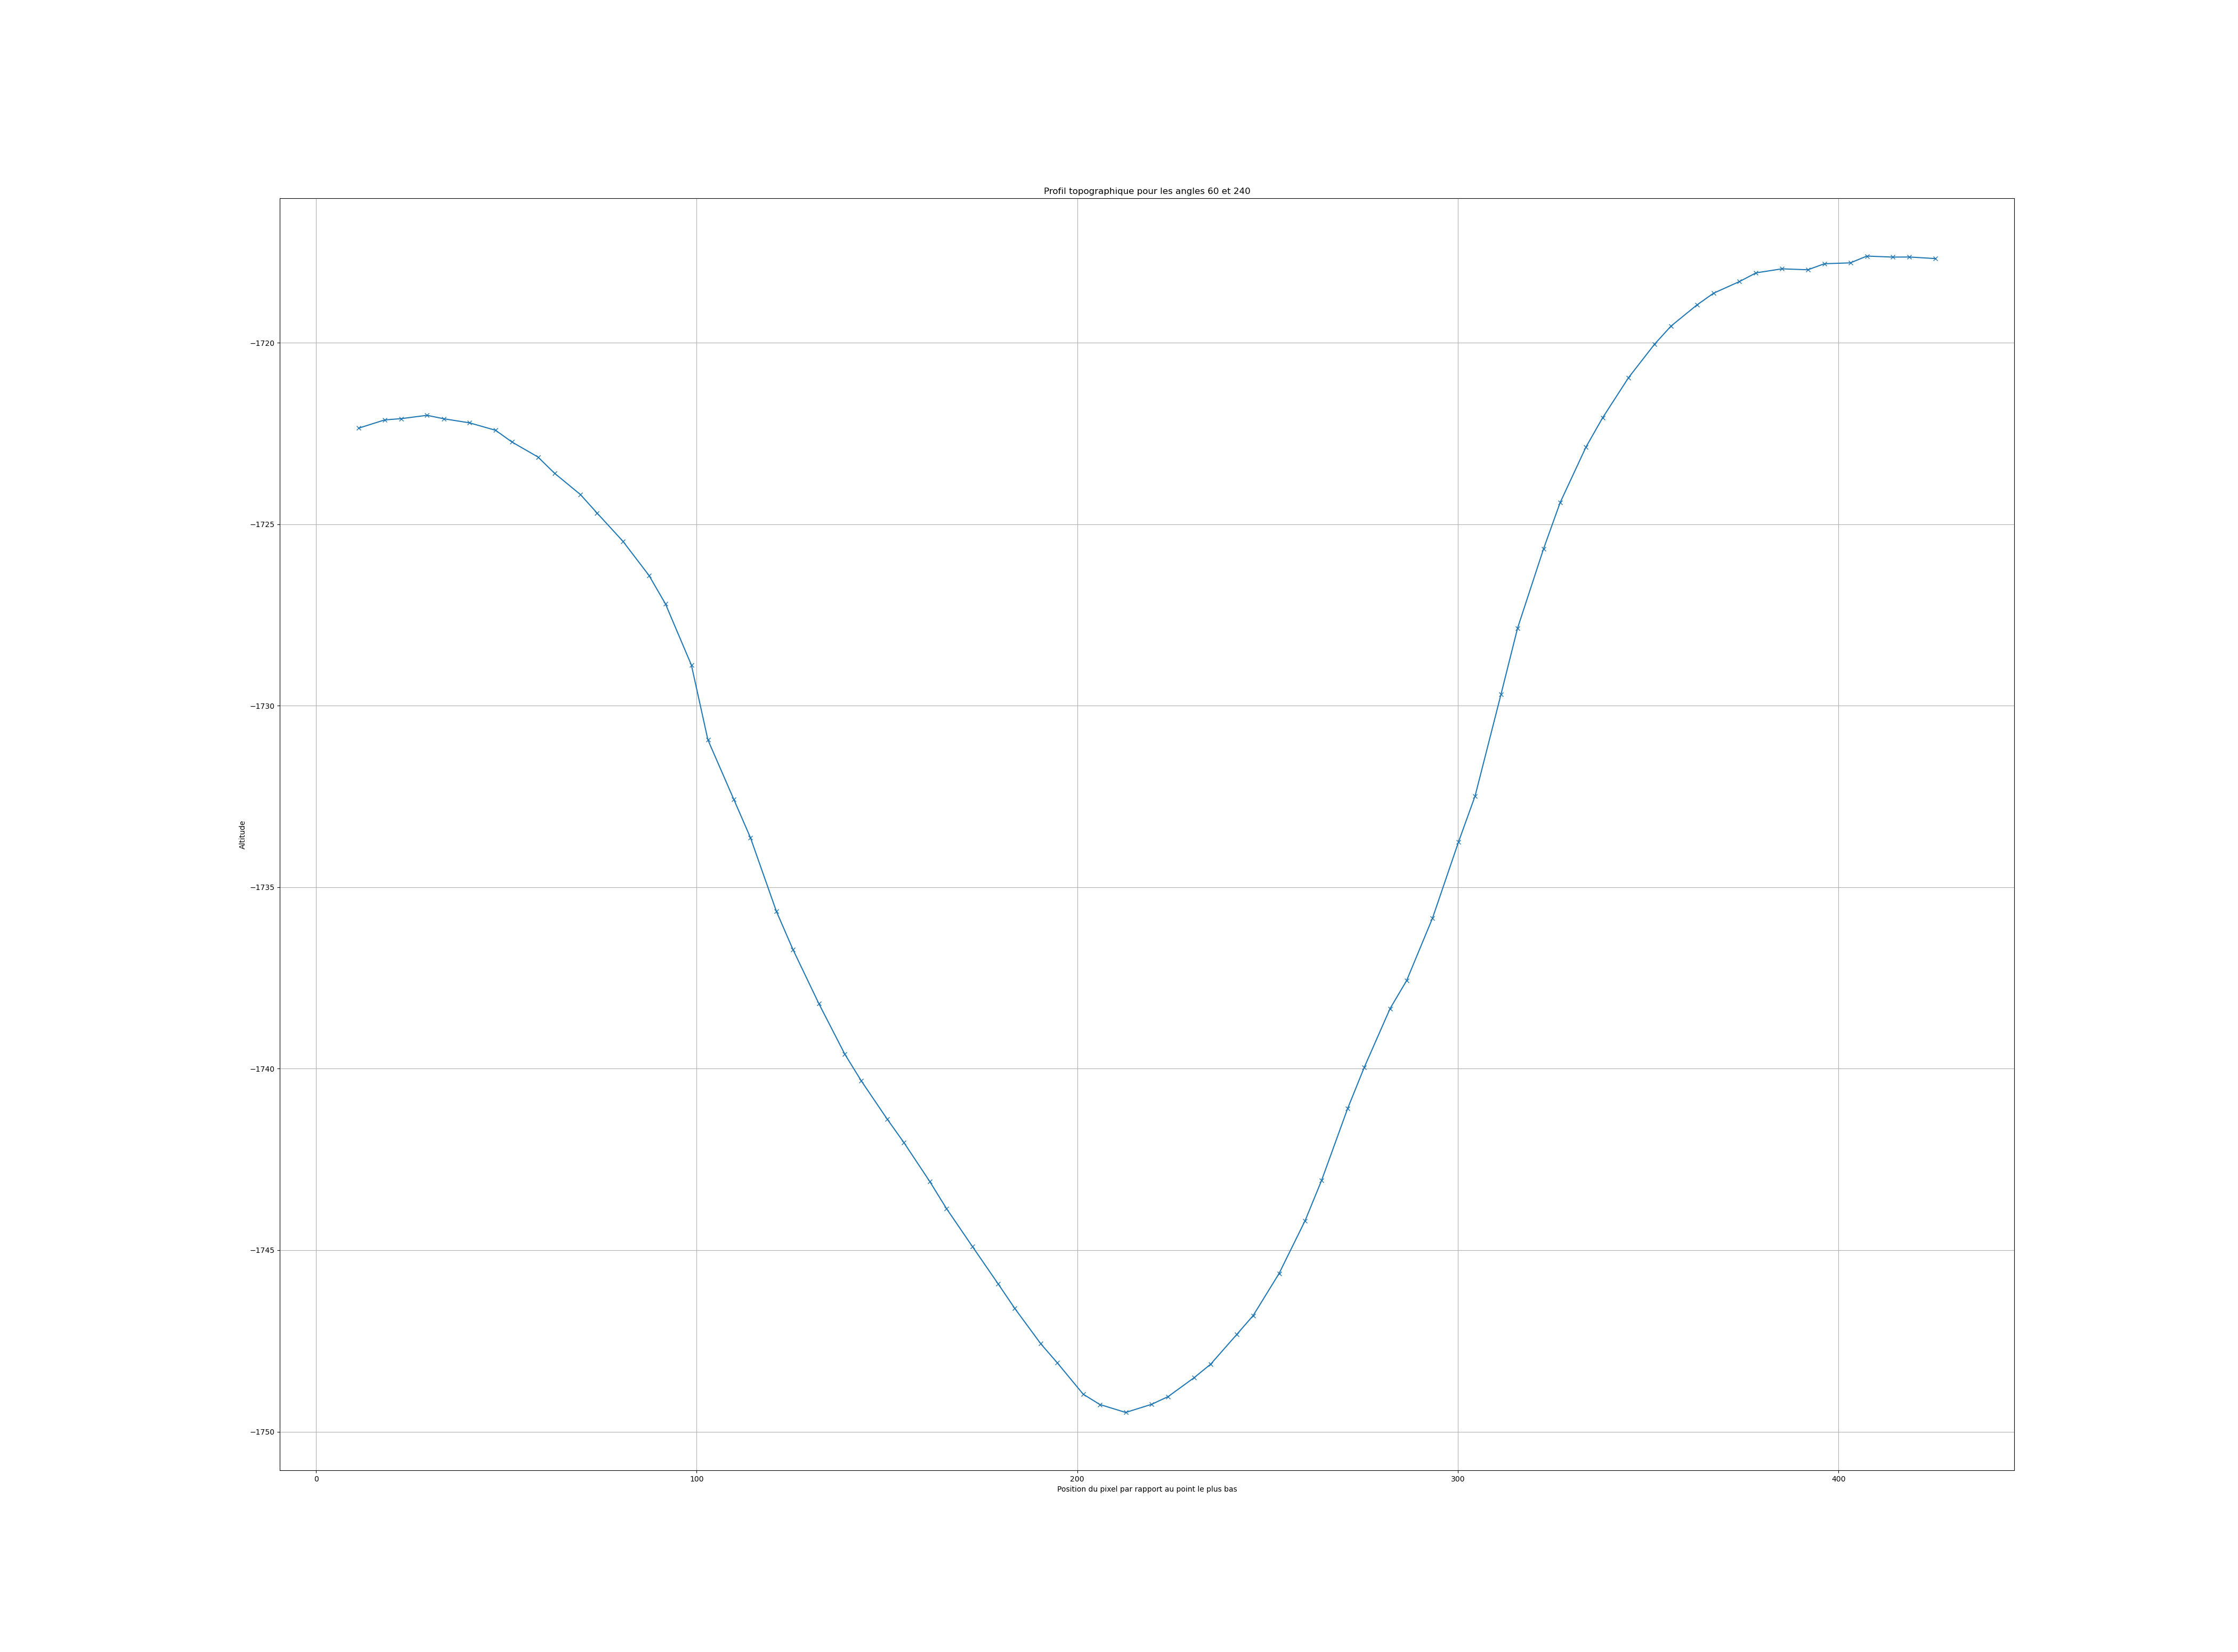 Profil topographique pour les angles 60 et 240
−1720
−1725
−1730
−1735
−1740
−1745
−1750
Altitude
0 100 200 300 400
Position du pixel par rapport au point le plus bas